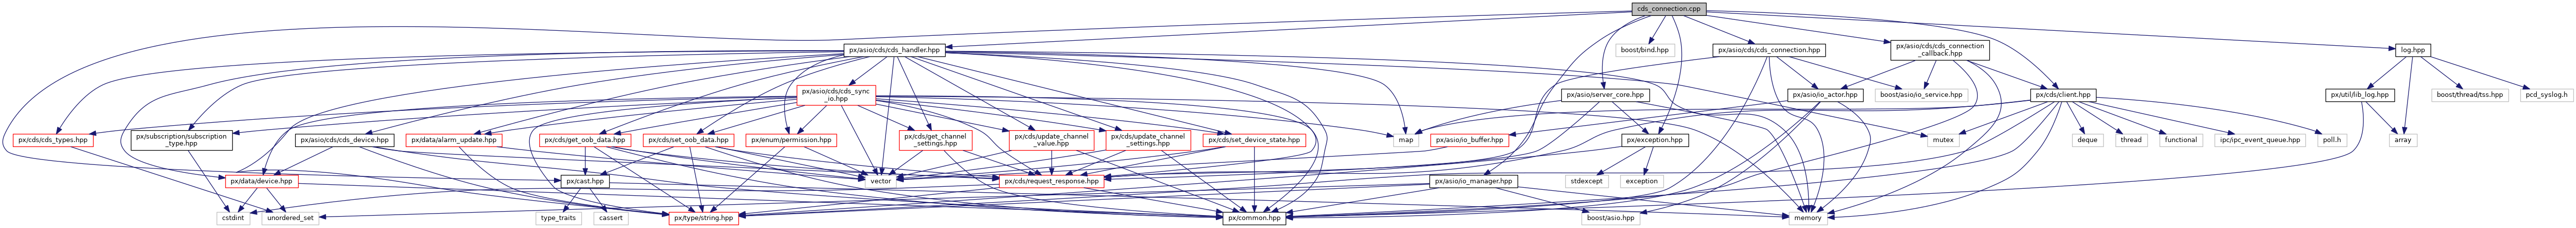 cds_connection.cpp
px/asio/cds/cds_handler.hpp
boost/bind.hpp
px/asio/cds/cds_connection.hpp
px/asio/cds/cds_connection
_callback.hpp
log.hpp
px/asio/cds/cds_sync
_io.hpp
px/asio/server_core.hpp
px/asio/io_actor.hpp
boost/asio/io_service.hpp
px/cds/client.hpp
px/util/lib_log.hpp
boost/thread/tss.hpp
pcd_syslog.h
px/cds/cds_types.hpp
px/subscription/subscription
_type.hpp
px/asio/cds/cds_device.hpp
px/data/alarm_update.hpp
px/cds/get_oob_data.hpp
px/cds/set_oob_data.hpp
px/enum/permission.hpp
px/cds/get_channel
_settings.hpp
px/cds/update_channel
_value.hpp
px/cds/update_channel
_settings.hpp
px/cds/set_device_state.hpp
map
px/asio/io_buffer.hpp
px/exception.hpp
mutex
deque
thread
functional
ipc/ipc_event_queue.hpp
poll.h
array
px/data/device.hpp
px/cast.hpp
vector
px/cds/request_response.hpp
px/asio/io_manager.hpp
stdexcept
exception
cstdint
unordered_set
type_traits
cassert
px/type/string.hpp
px/common.hpp
boost/asio.hpp
memory